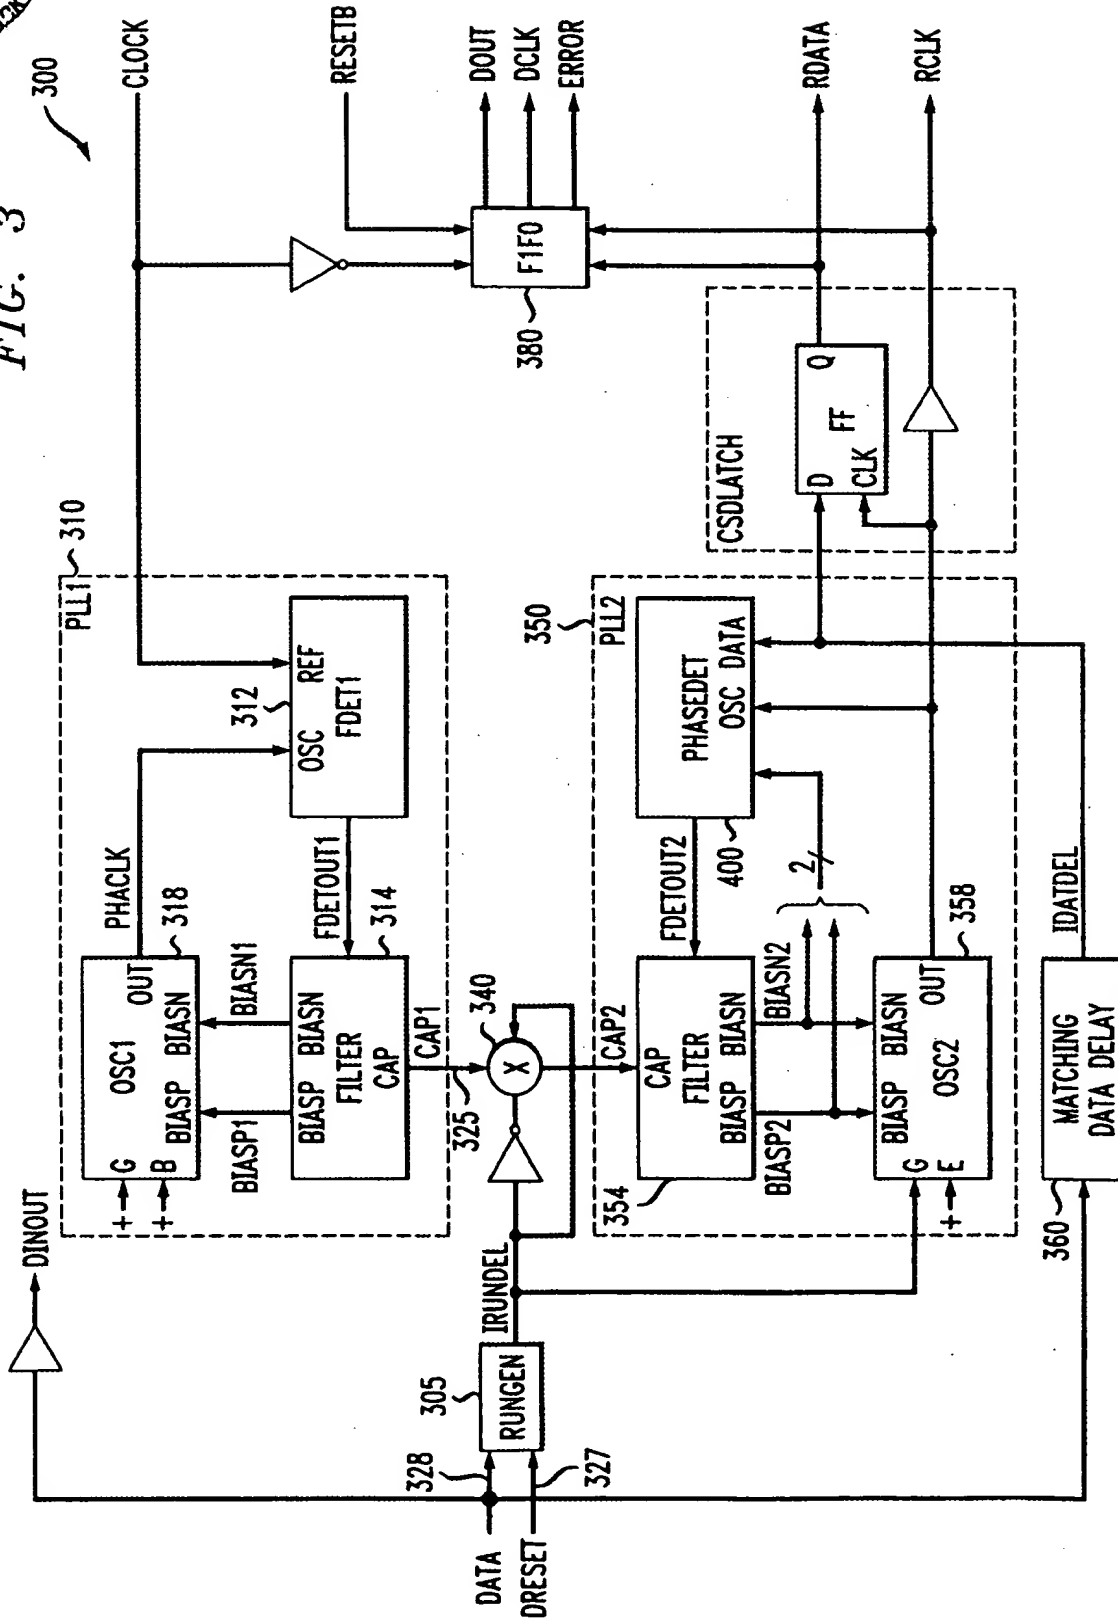 FIG. 3
300
DINOUT
CLOCK
RESETB
DOUT
DCLK
ERROR
RDATA
RCLK
PLL1
310
PHACLK
318
OSC1
OUT
G
B
BIASP
BIASN
BIASP1
BIASN1
BIASP
BIASN
FILTER
CAP
314
FDETOUT1
312
OSC
REF
FDET1
CAP1
325
340
X
IRUNDEL
305
RUNGEN
328
327
DATA
DRESET
CAP2
350
PLL2
354
CAP
FILTER
BIASP
BIASN
BIASP2
BIASN2
FDETOUT2
PHASEDET
OSC
DATA
400
2
BIASP
BIASN
G
E
OSC2
OUT
358
360
MATCHING
DATA DELAY
IDATDEL
CSDLATCH
D
Q
FF
CLK
F1F0
380
+
+
+